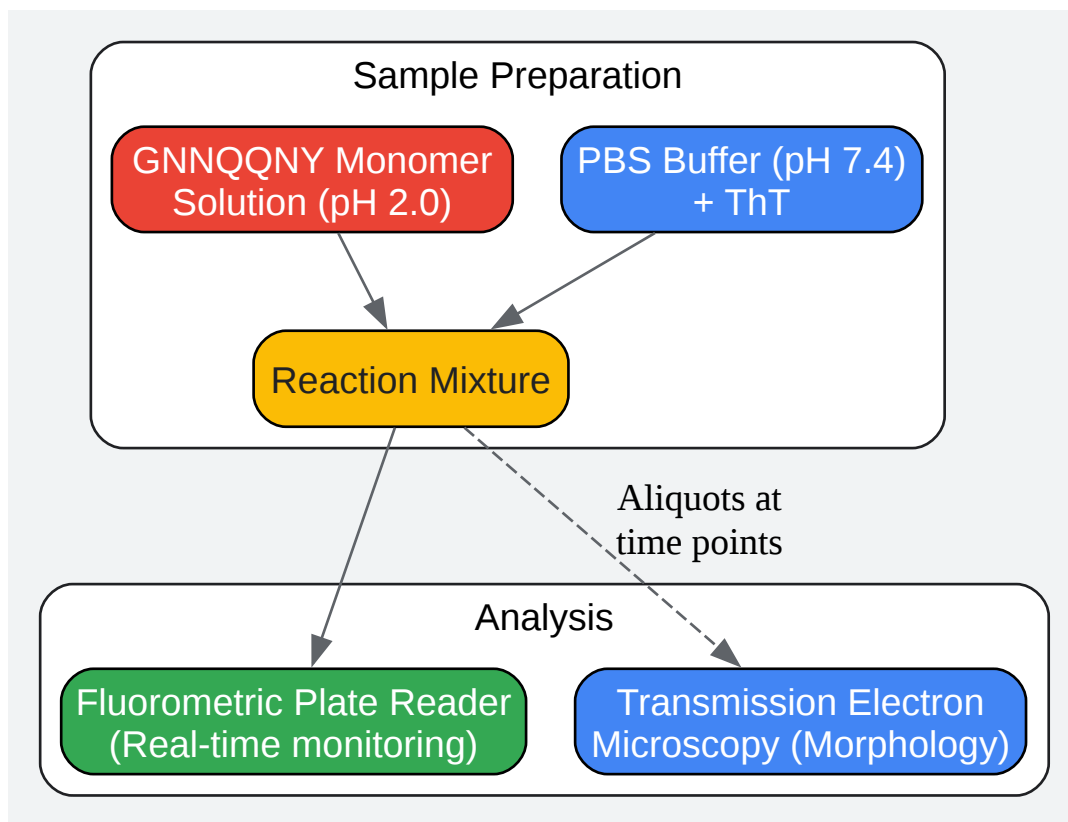 Sample Preparation
GNNQQNY Monomer
Solution (pH 2.0)
PBS Buffer (pH 7.4)
+ ThT
Reaction Mixture
Aliquots at
time points
Analysis
Fluorometric Plate Reader
(Real-time monitoring)
Transmission Electron
Microscopy (Morphology)